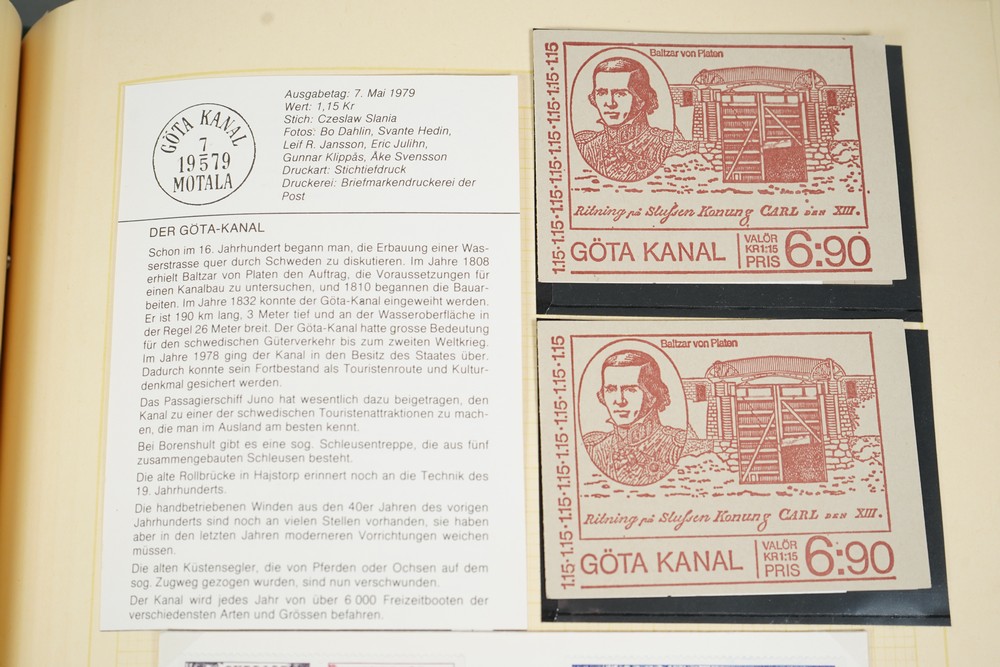 GÖTA KANAL
7
19 5 79
MOTALA
Ausgabetag: 7. Mai 1979
Wert: 1,15 Kr
Stich: Czeslaw Slania
Fotos: Bo Dahlin, Svante Hedin,
Leif R. Jansson, Eric Julihn,
Gunnar Klippås, Åke Svensson
Druckart: Stichtiefdruck
Druckerei: Briefmarkendruckerei der
Post
DER GÖTA-KANAL
Schon im 16. Jahrhundert begann man, die Erbauung einer Was-
serstrasse quer durch Schweden zu diskutieren. Im Jahre 1808
erhielt Baltzar von Platen den Auftrag, die Voraussetzungen für
einen Kanalbau zu untersuchen, und 1810 begannen die Bauar-
beiten. Im Jahre 1832 konnte der Göta-Kanal eingeweiht werden.
Er ist 190 km lang, 3 Meter tief und an der Wasseroberfläche in
der Regel 26 Meter breit. Der Göta-Kanal hatte grosse Bedeutung
für den schwedischen Güterverkehr bis zum zweiten Weltkrieg.
Im Jahre 1978 ging der Kanal in den Besitz des Staates über.
Dadurch konnte sein Fortbestand als Touristenroute und Kultur-
denkmal gesichert werden.
Das Passagierschiff Juno hat wesentlich dazu beigetragen, den
Kanal zu einer der schwedischen Touristenattraktionen zu mach-
en, die man im Ausland am besten kennt.
Bei Borenshult gibt es eine sog. Schleusentreppe, die aus fünf
zusammengebauten Schleusen besteht.
Die alte Rollbrücke in Hajstorp erinnert noch an die Technik des
19. Jahrhunderts.
Die handbetriebenen Winden aus den 40er Jahren des vorigen
Jahrhunderts sind noch an vielen Stellen vorhanden, sie haben
aber in den letzten Jahren moderneren Vorrichtungen weichen
müssen.
Die alten Küstensegler, die von Pferden oder Ochsen auf dem
sog. Zugweg gezogen wurden, sind nun verschwunden.
Der Kanal wird jedes Jahr von über 6 000 Freizeitbooten der
verschiedensten Arten und Grössen befahren.
1.15·1.15·1.15·1.15·1.15·1.15
Baltzar von Platen
Ritning på Slussen Konung CARL DEN XIII.
GÖTA KANAL
VALÖR
KR1:15
PRIS
6:90
1.15·1.15·1.15·1.15·1.15·1.15
Baltzar von Platen
Ritning på Slussen Konung CARL DEN XIII.
GÖTA KANAL
VALÖR
KR1:15
PRIS
6:90